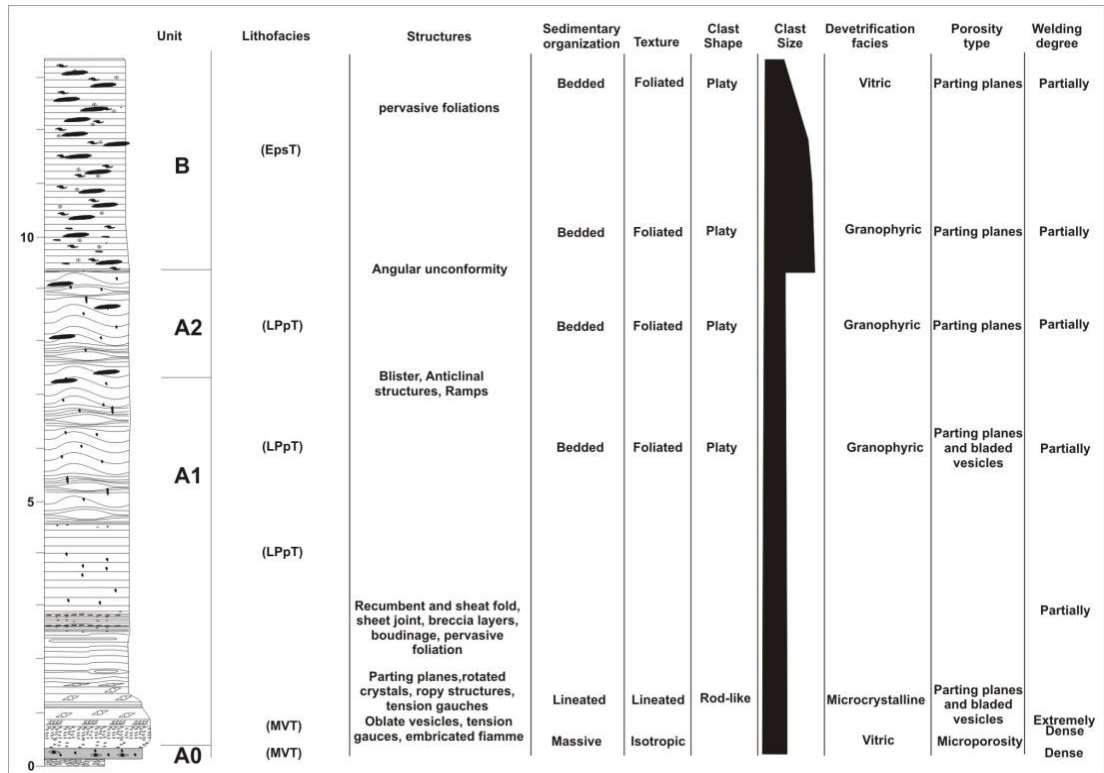 Unit Lithofacies Structures Sedimentary organization Texture Clast Shape Clast Size Devetrification facies Porosity type Welding degree
Bedded Foliated Platy Vitric Parting planes Partially
pervasive foliations
B (EpsT)
10 Bedded Foliated Platy Granophyric Parting planes Partially
Angular unconformity
A2 (LPpT) Bedded Foliated Platy Granophyric Parting planes Partially
Blister, Anticlinal
structures, Ramps
A1 (LPpT) Bedded Foliated Platy Granophyric Parting planes and bladed vesicles Partially
5
(LPpT)
Recumbent and sheat fold,
sheet joint, breccia layers,
boudinage, pervasive
foliation
Partially
Parting planes,rotated
crystals, ropy structures,
tension gauches
Lineated Lineated Rod-like Microcrystalline Parting planes and bladed vesicles Extremely Dense
(MVT) Oblate vesicles, tension
gauces, embricated fiamme
A0 (MVT) Massive Isotropic Vitric Microporosity Dense
0